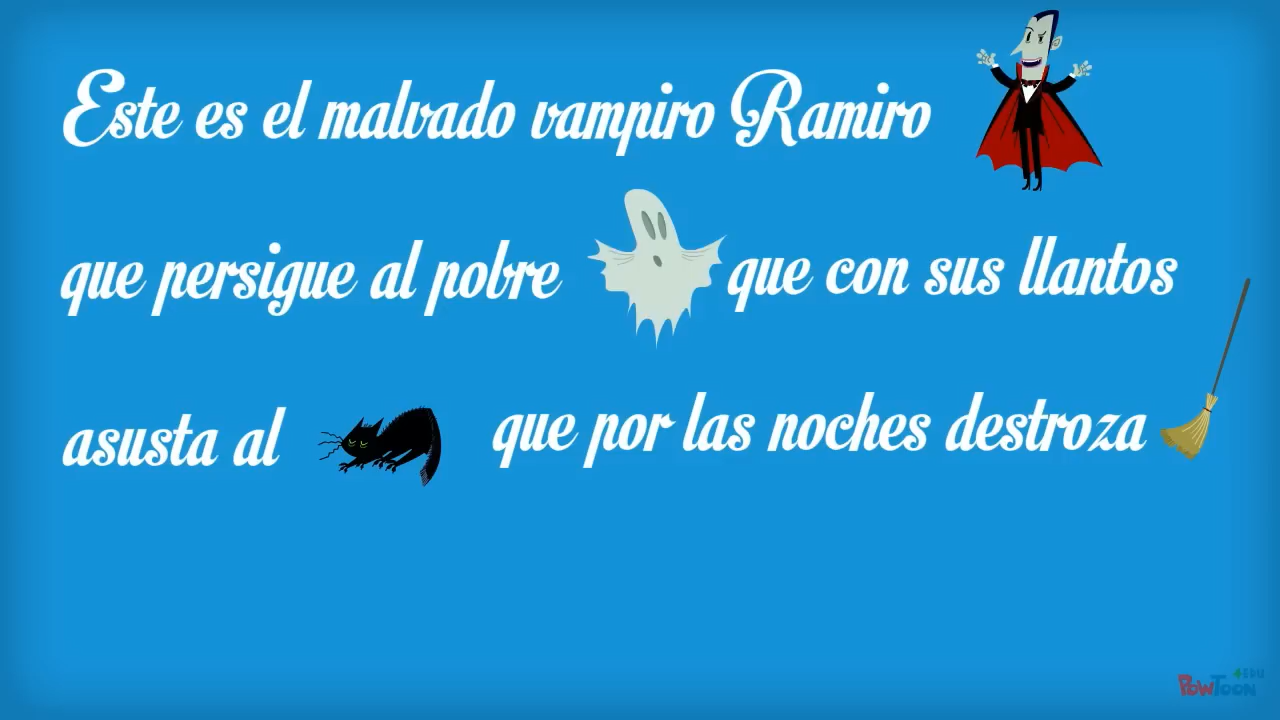 Este es el malvado vampiro Ramiro
que persigue al pobre que con sus llantos
asusta al que por las noches destroza
PowToon +EDU